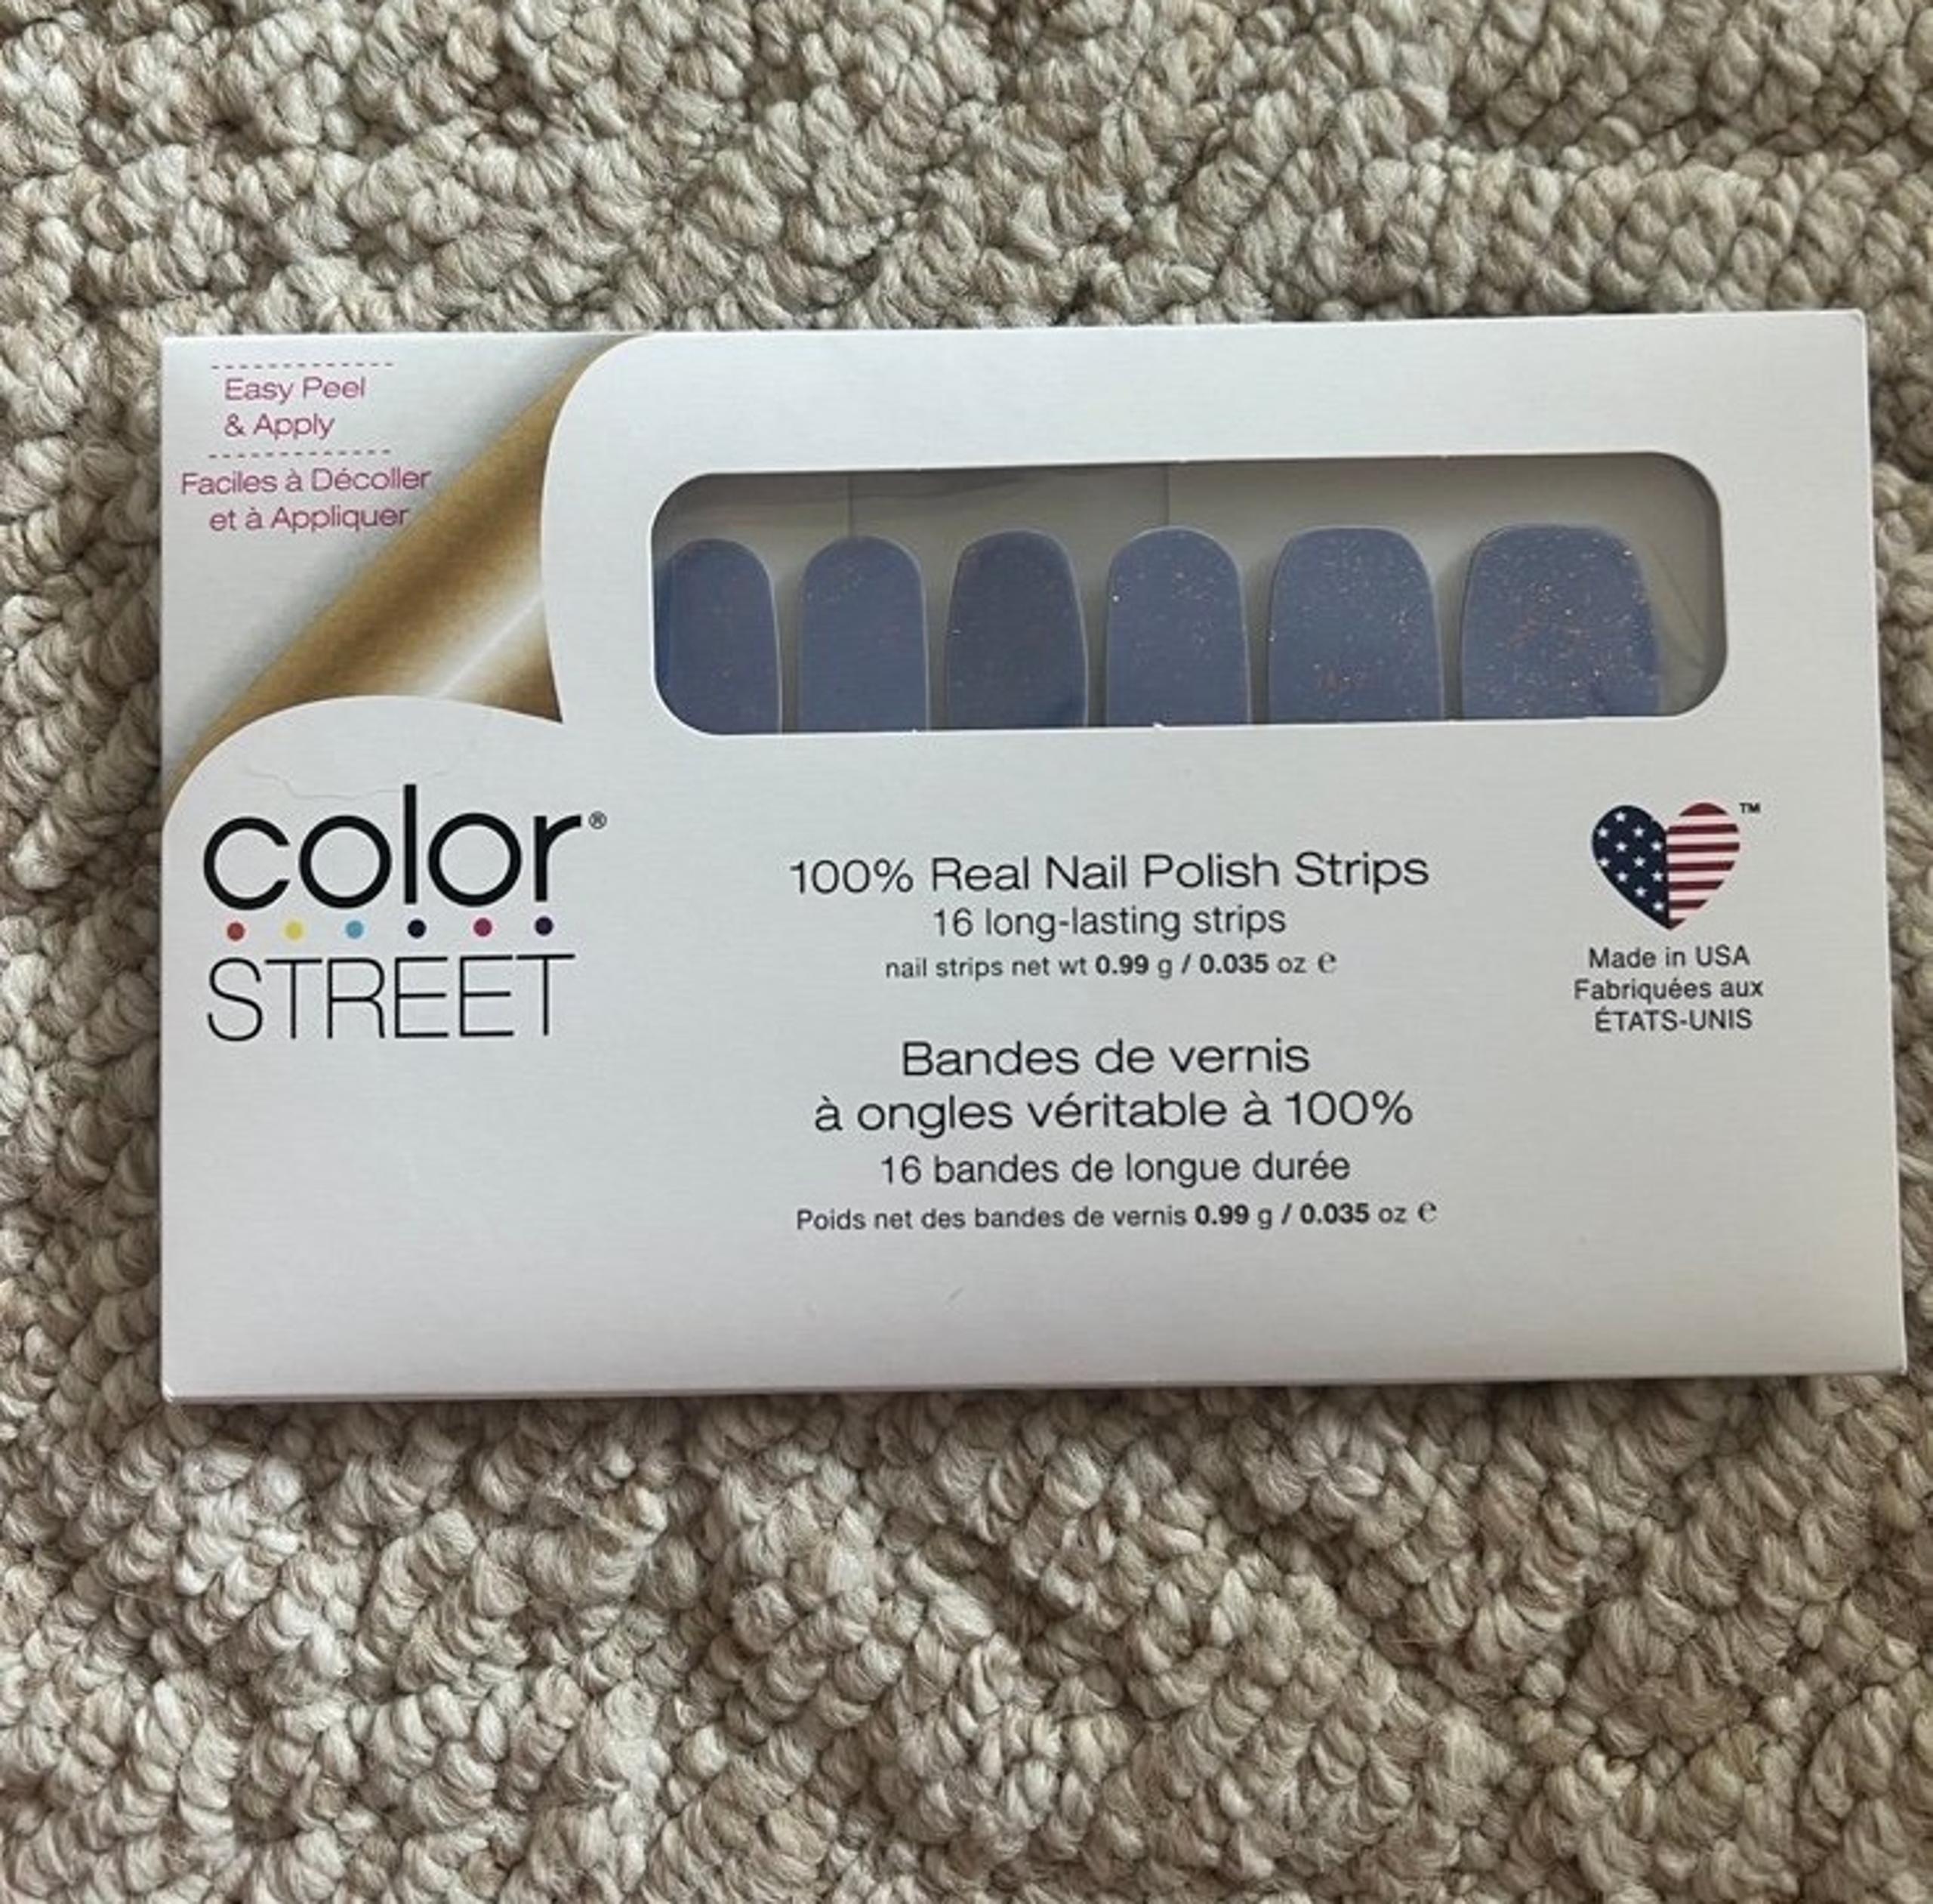 Easy Peel
& Apply
Faciles à Décoller
et à Appliquer
color®
STREET
100% Real Nail Polish Strips
16 long-lasting strips
nail strips net wt 0.99 g / 0.035 oz ℮
Bandes de vernis
à ongles véritable à 100%
16 bandes de longue durée
Poids net des bandes de vernis 0.99 g / 0.035 oz ℮
™
Made in USA
Fabriquées aux
ÉTATS-UNIS